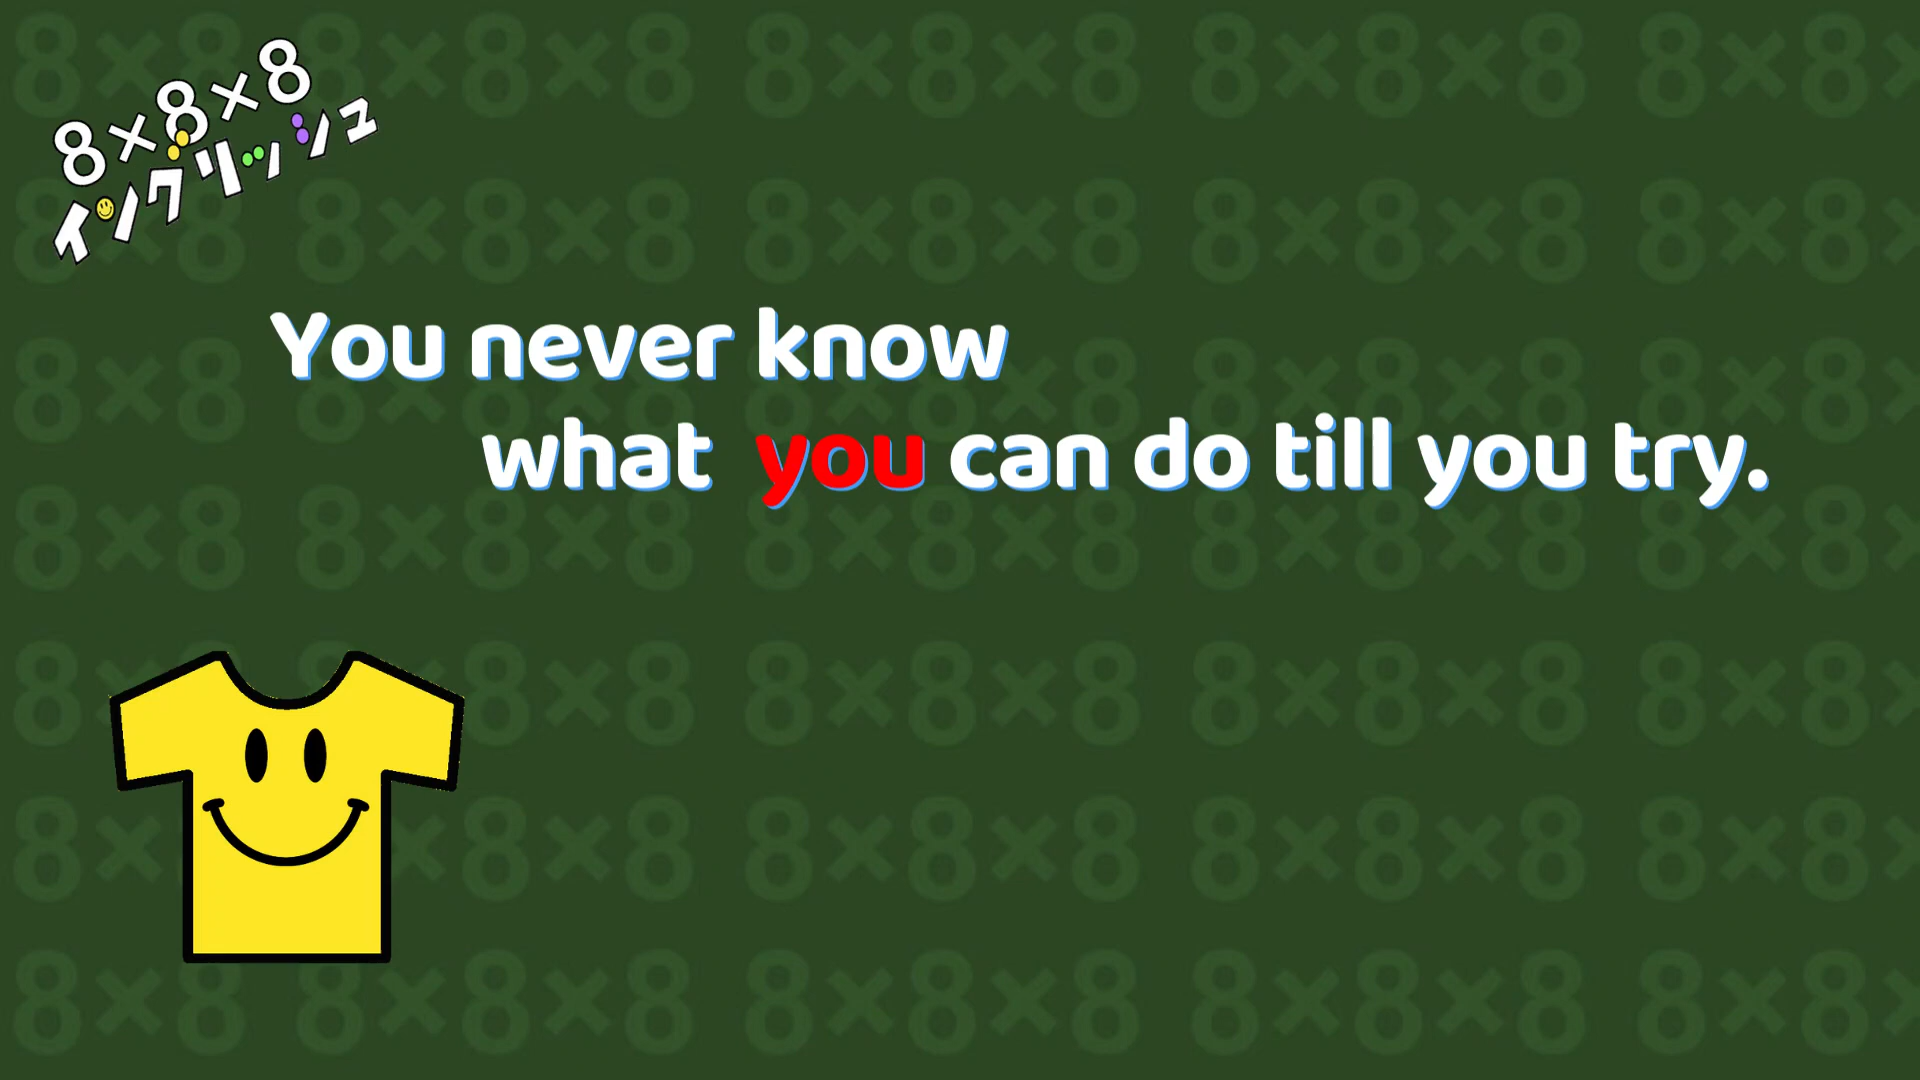 8×8×8
イングリッシュ
You never know
what you can do till you try.